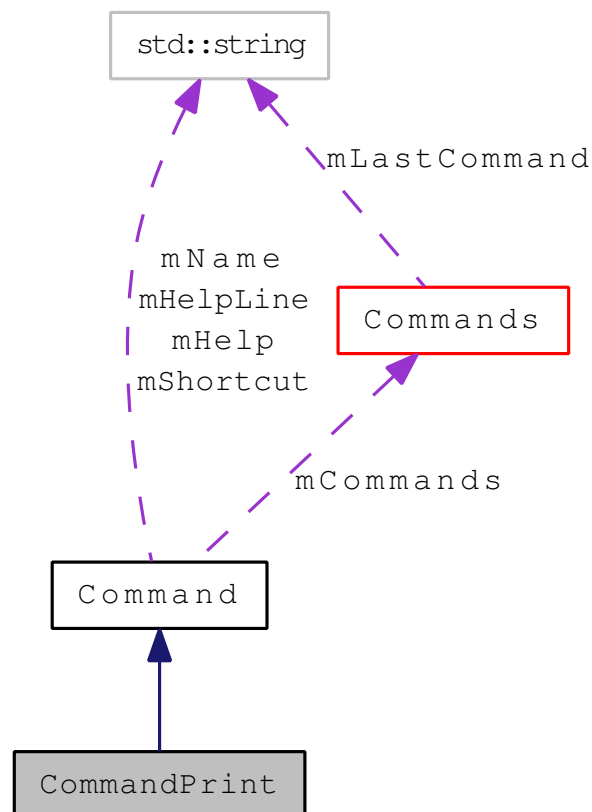 std::string
mLastCommand
mName
mHelpLine
mHelp
mShortcut
Commands
mCommands
Command
CommandPrint